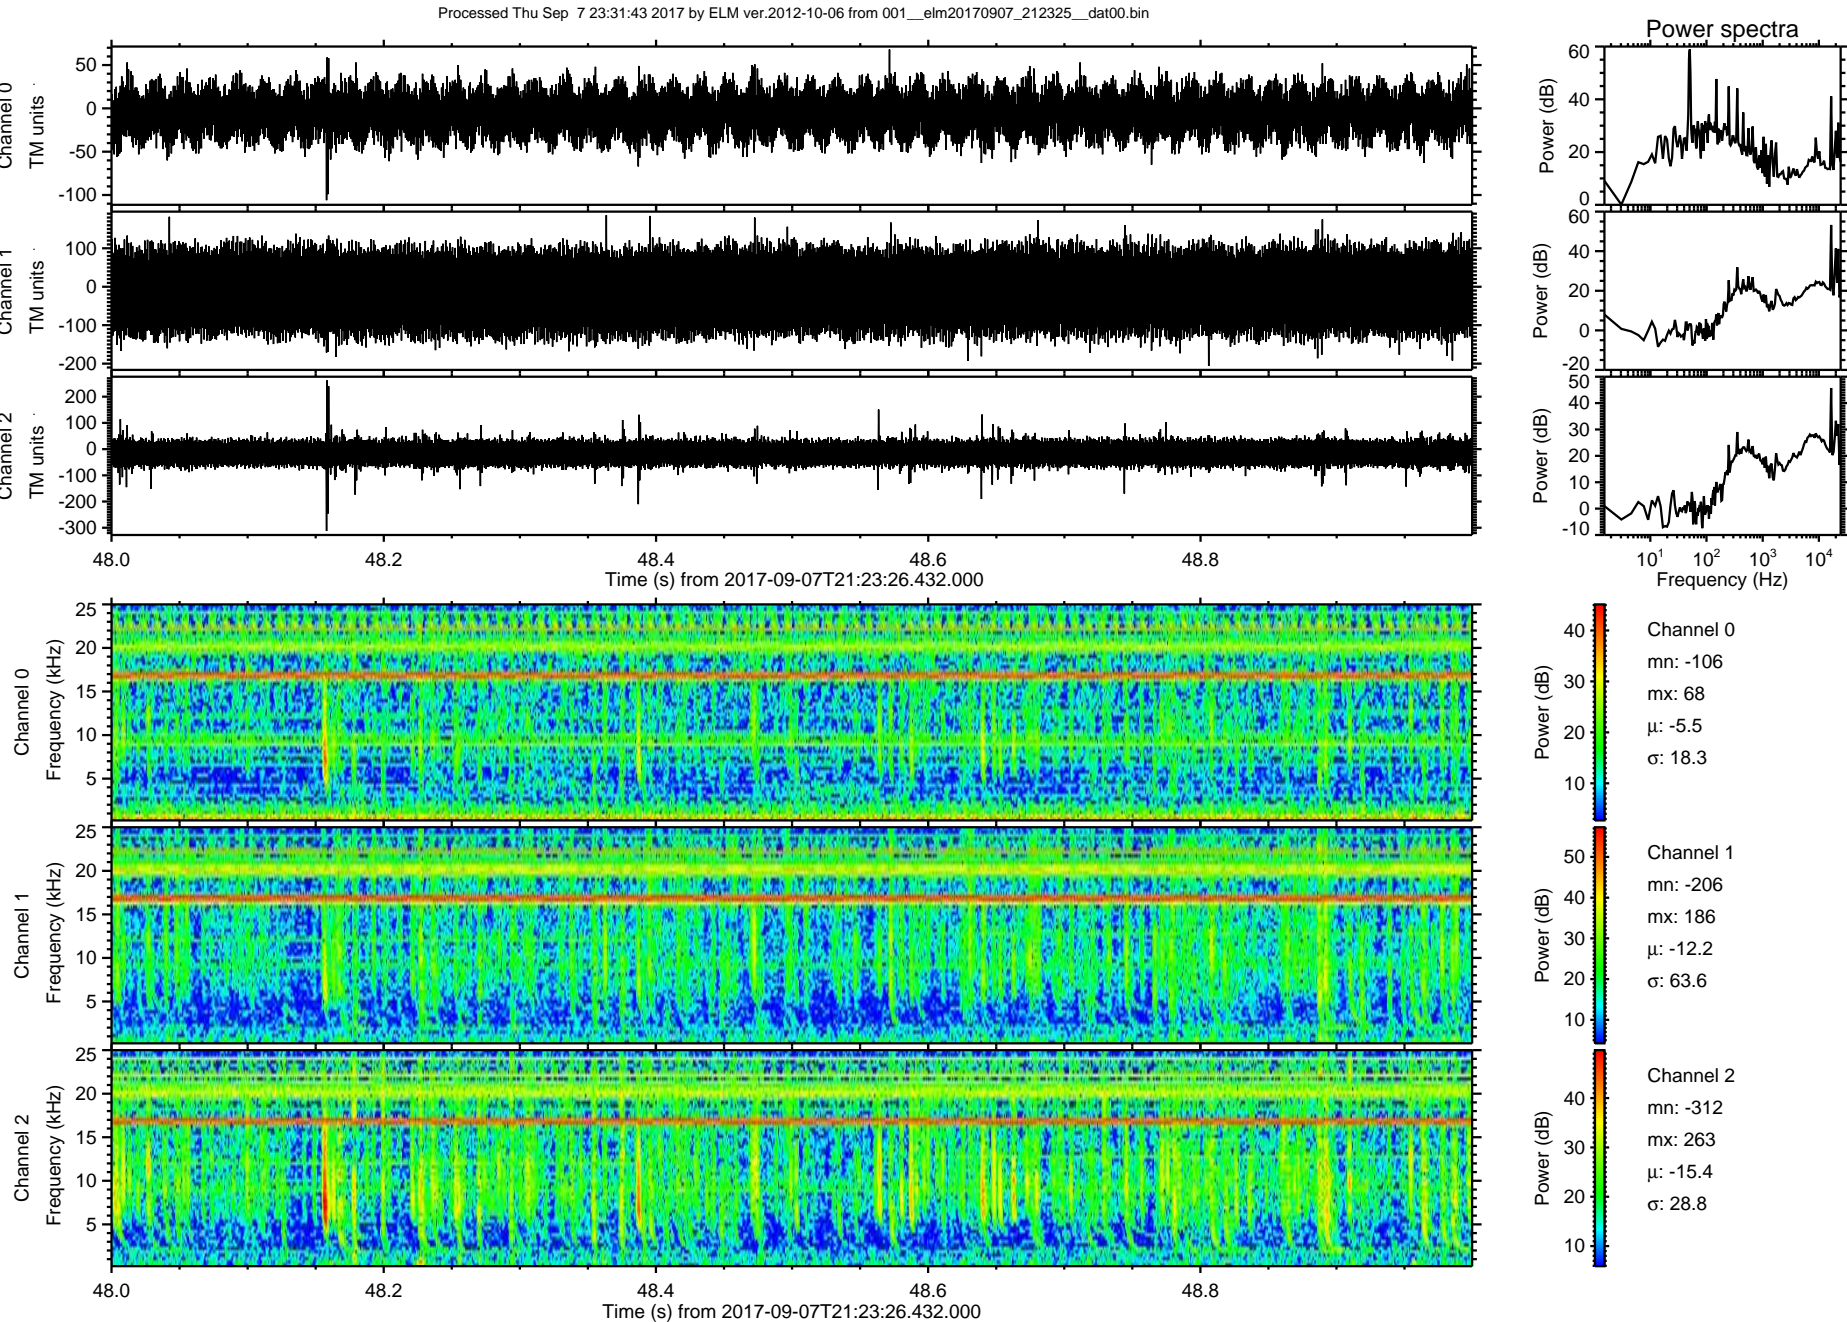 Processed Thu Sep 7 23:31:43 2017 by ELM ver.2012-10-06 from 001__elm20170907_212325__dat00.bin
Power spectra
Channel 0
TM units
50
0
-50
-100
Power (dB)
60
40
20
0
Channel 1
TM units
100
0
-100
-200
Power (dB)
60
40
20
0
-20
Channel 2
TM units
200
100
0
-100
-200
-300
Power (dB)
50
40
30
20
10
0
-10
48.0 48.2 48.4 48.6 48.8
Time (s) from 2017-09-07T21:23:26.432.000
10^1 10^2 10^3 10^4
Frequency (Hz)
Channel 0
Frequency (kHz)
25
20
15
10
5
Power (dB)
40
30
20
10
Channel 0
mn: -106
mx: 68
μ: -5.5
σ: 18.3
Channel 1
Frequency (kHz)
25
20
15
10
5
Power (dB)
50
40
30
20
10
Channel 1
mn: -206
mx: 186
μ: -12.2
σ: 63.6
Channel 2
Frequency (kHz)
25
20
15
10
5
Power (dB)
40
30
20
10
Channel 2
mn: -312
mx: 263
μ: -15.4
σ: 28.8
48.0 48.2 48.4 48.6 48.8
Time (s) from 2017-09-07T21:23:26.432.000